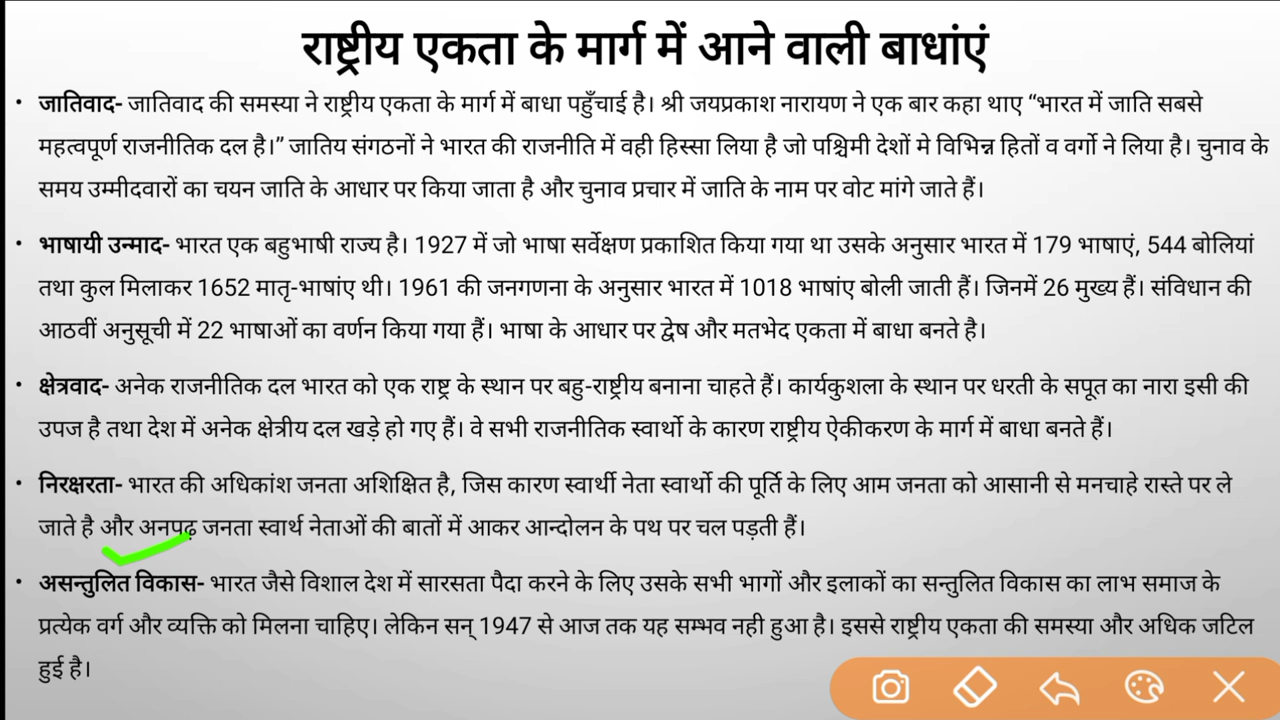 राष्ट्रीय एकता के मार्ग में आने वाली बाधांएं
• जातिवाद- जातिवाद की समस्या ने राष्ट्रीय एकता के मार्ग में बाधा पहुँचाई है। श्री जयप्रकाश नारायण ने एक बार कहा थाए “भारत में जाति सबसे
महत्वपूर्ण राजनीतिक दल है।” जातिय संगठनों ने भारत की राजनीति में वही हिस्सा लिया है जो पश्चिमी देशों मे विभिन्न हितों व वर्गो ने लिया है। चुनाव के
समय उम्मीदवारों का चयन जाति के आधार पर किया जाता है और चुनाव प्रचार में जाति के नाम पर वोट मांगे जाते हैं।
• भाषायी उन्माद- भारत एक बहुभाषी राज्य है। 1927 में जो भाषा सर्वेक्षण प्रकाशित किया गया था उसके अनुसार भारत में 179 भाषाएं, 544 बोलियां
तथा कुल मिलाकर 1652 मातृ-भाषांए थी। 1961 की जनगणना के अनुसार भारत में 1018 भाषांए बोली जाती हैं। जिनमें 26 मुख्य हैं। संविधान की
आठवीं अनुसूची में 22 भाषाओं का वर्णन किया गया हैं। भाषा के आधार पर द्वेष और मतभेद एकता में बाधा बनते है।
• क्षेत्रवाद- अनेक राजनीतिक दल भारत को एक राष्ट्र के स्थान पर बहु-राष्ट्रीय बनाना चाहते हैं। कार्यकुशला के स्थान पर धरती के सपूत का नारा इसी की
उपज है तथा देश में अनेक क्षेत्रीय दल खड़े हो गए हैं। वे सभी राजनीतिक स्वार्थो के कारण राष्ट्रीय ऐकीकरण के मार्ग में बाधा बनते हैं।
• निरक्षरता- भारत की अधिकांश जनता अशिक्षित है, जिस कारण स्वार्थी नेता स्वार्थो की पूर्ति के लिए आम जनता को आसानी से मनचाहे रास्ते पर ले
जाते है और अनपढ़ जनता स्वार्थ नेताओं की बातों में आकर आन्दोलन के पथ पर चल पड़ती हैं।
• असन्तुलित विकास- भारत जैसे विशाल देश में सारसता पैदा करने के लिए उसके सभी भागों और इलाकों का सन्तुलित विकास का लाभ समाज के
प्रत्येक वर्ग और व्यक्ति को मिलना चाहिए। लेकिन सन् 1947 से आज तक यह सम्भव नही हुआ है। इससे राष्ट्रीय एकता की समस्या और अधिक जटिल
हुई है।